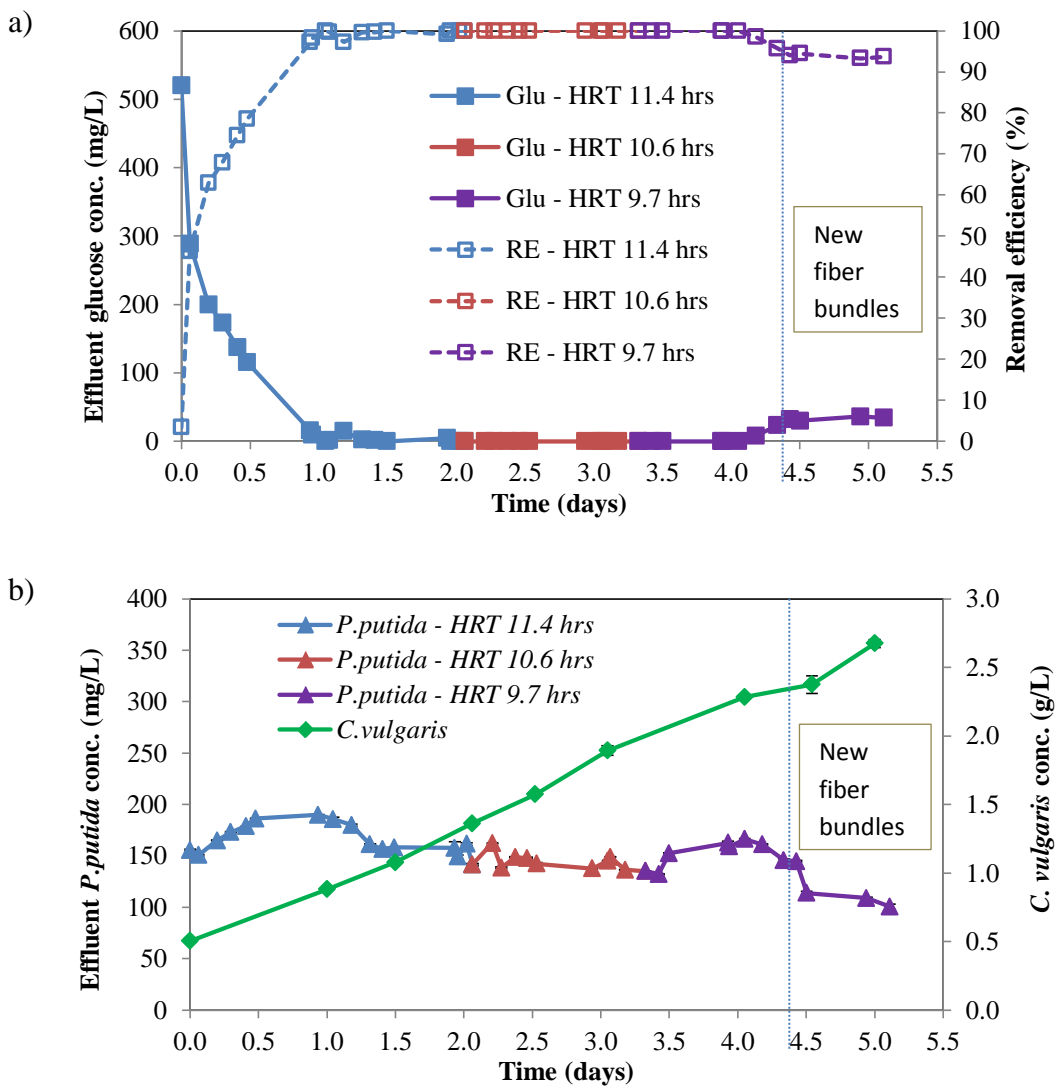 a)
600
500
400
300
200
100
0
Effluent glucose conc. (mg/L)
Glu - HRT 11.4 hrs
Glu - HRT 10.6 hrs
Glu - HRT 9.7 hrs
RE - HRT 11.4 hrs
RE - HRT 10.6 hrs
RE - HRT 9.7 hrs
New
fiber
bundles
100
90
80
70
60
50
40
30
20
10
0
Removal efficiency (%)
0.0 0.5 1.0 1.5 2.0 2.5 3.0 3.5 4.0 4.5 5.0 5.5
Time (days)
b)
400
350
300
250
200
150
100
50
0
Effluent P.putida conc. (mg/L)
P.putida - HRT 11.4 hrs
P.putida - HRT 10.6 hrs
P.putida - HRT 9.7 hrs
C.vulgaris
New
fiber
bundles
3.0
2.5
2.0
1.5
1.0
0.5
0.0
C. vulgaris conc. (g/L)
0.0 0.5 1.0 1.5 2.0 2.5 3.0 3.5 4.0 4.5 5.0 5.5
Time (days)